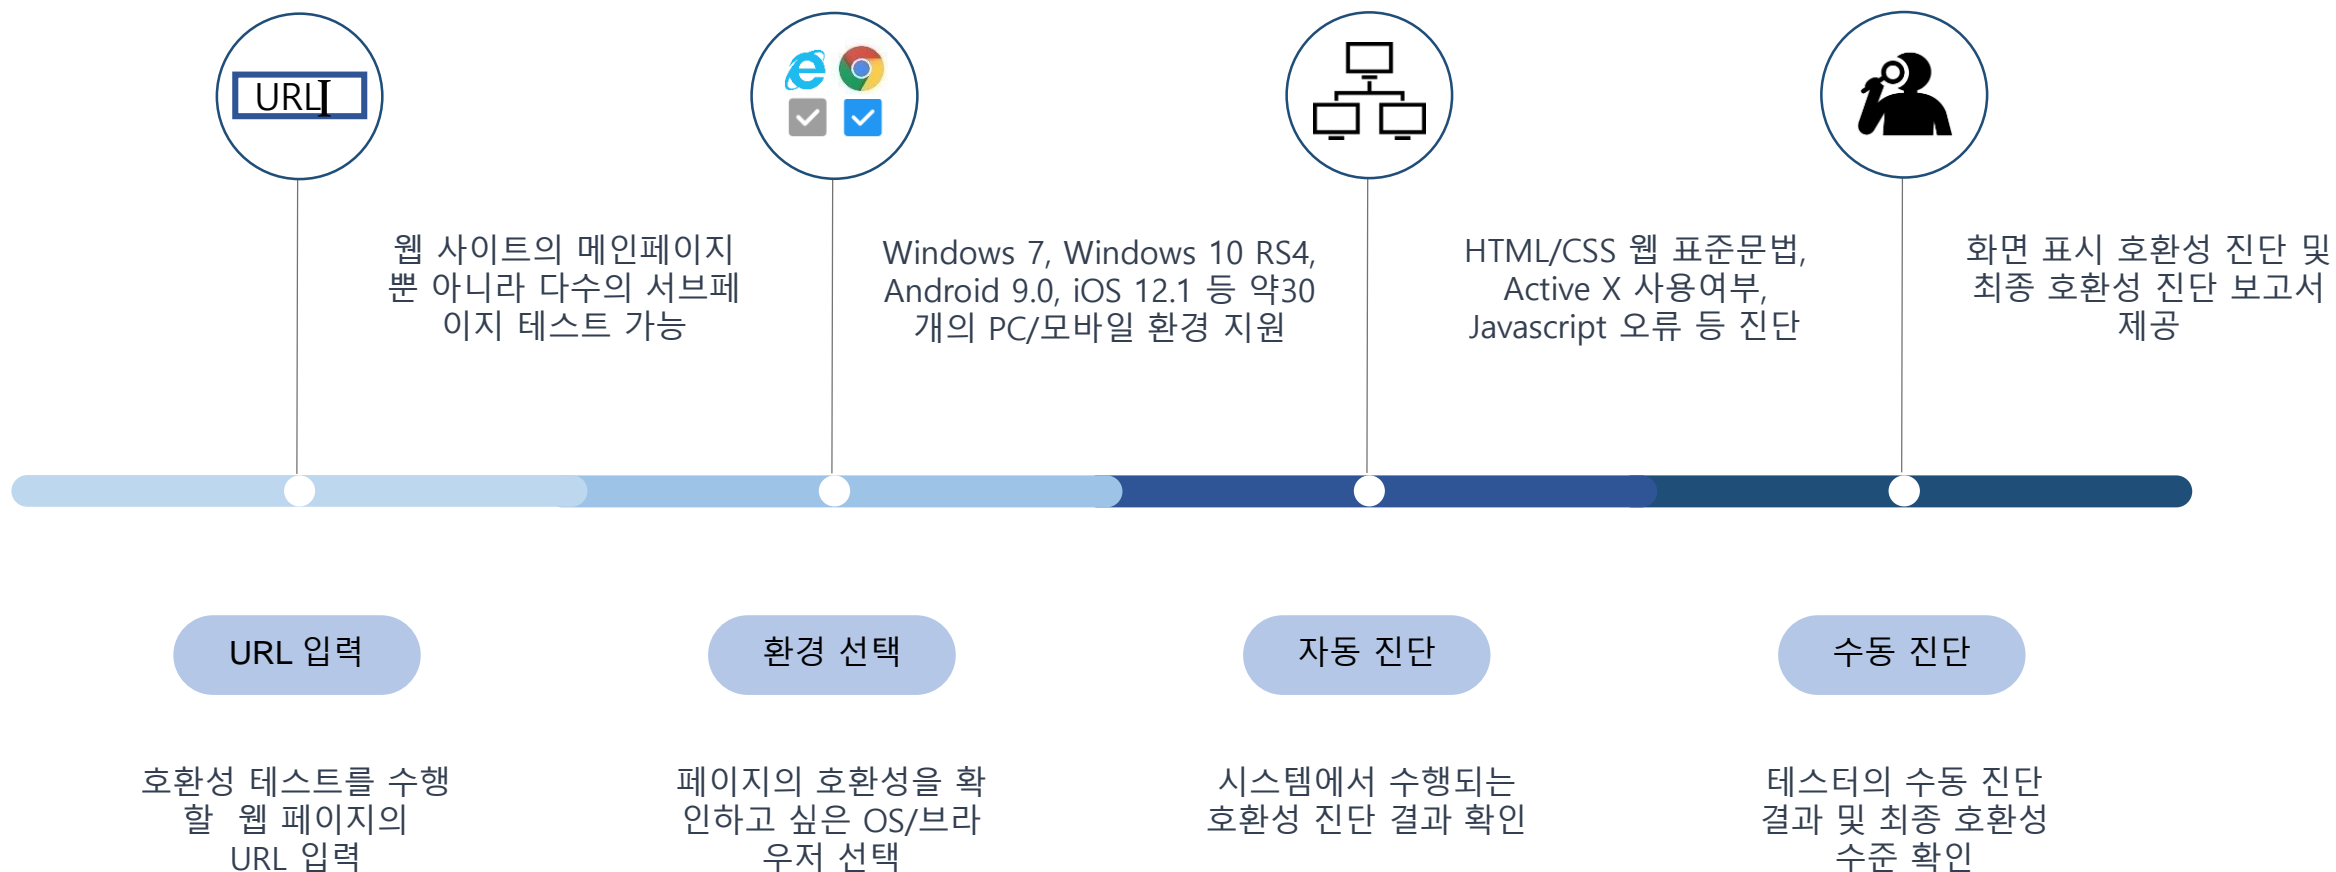 URL
웹 사이트의 메인페이지
뿐 아니라 다수의 서브페
이지 테스트 가능
Windows 7, Windows 10 RS4,
Android 9.0, iOS 12.1 등 약30
개의 PC/모바일 환경 지원
HTML/CSS 웹 표준문법,
Active X 사용여부,
Javascript 오류 등 진단
화면 표시 호환성 진단 및
최종 호환성 진단 보고서
제공
URL 입력
환경 선택
자동 진단
수동 진단
호환성 테스트를 수행
할 웹 페이지의
URL 입력
페이지의 호환성을 확
인하고 싶은 OS/브라
우저 선택
시스템에서 수행되는
호환성 진단 결과 확인
테스터의 수동 진단
결과 및 최종 호환성
수준 확인